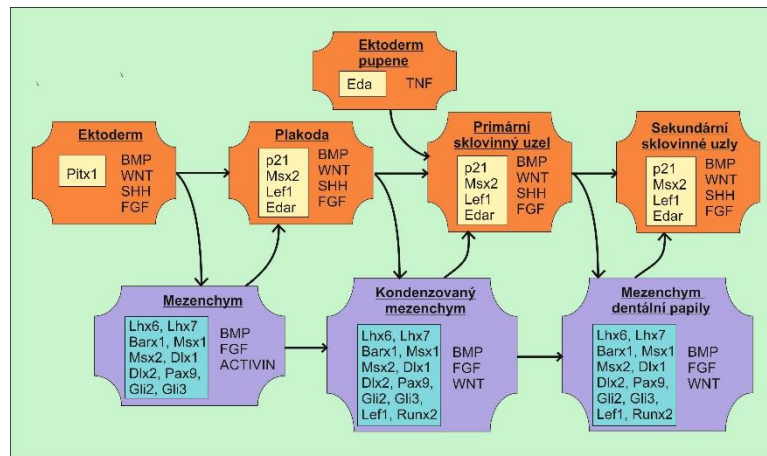 Ektoderm
pupene
Eda
TNF
Ektoderm
Pitx1
BMP
WNT
SHH
FGF
Plakoda
p21
Msx2
Lef1
Edar
BMP
WNT
SHH
FGF
Primární
sklovinný uzel
p21
Msx2
Lef1
Edar
BMP
WNT
SHH
FGF
Sekundární
sklovinné uzly
p21
Msx2
Lef1
Edar
BMP
WNT
SHH
FGF
Mezenchym
Lhx6, Lhx7
Barx1, Msx1
Msx2, Dlx1
Dlx2, Pax9,
Gli2, Gli3
BMP
FGF
ACTIVIN
Kondenzovaný
mezenchym
Lhx6, Lhx7
Barx1, Msx1
Msx2, Dlx1
Dlx2, Pax9,
Gli2, Gli3,
Lef1, Runx2
BMP
FGF
WNT
Mezenchym
dentální papily
Lhx6, Lhx7
Barx1, Msx1
Msx2, Dlx1
Dlx2, Pax9,
Gli2, Gli3,
Lef1, Runx2
BMP
FGF
WNT